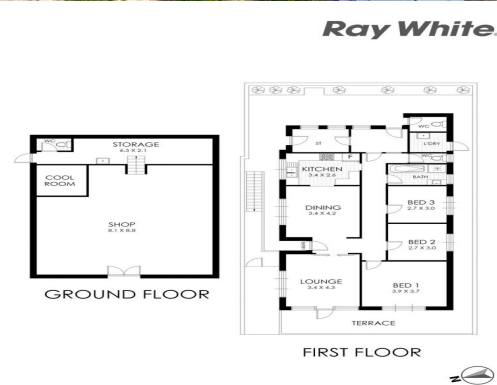 Ray White
WC
STORAGE
6.5 X 2.1
COOL
ROOM
SHOP
8.1 X 8.8
GROUND FLOOR
WC
ST
L'DRY
F
WC
KITCHEN
3.4 X 2.6
BATH
DINING
3.4 X 4.2
BED 3
2.7 X 3.0
BED 2
2.7 X 3.0
LOUNGE
3.4 X 4.3
BED 1
3.9 X 3.7
TERRACE
FIRST FLOOR
N